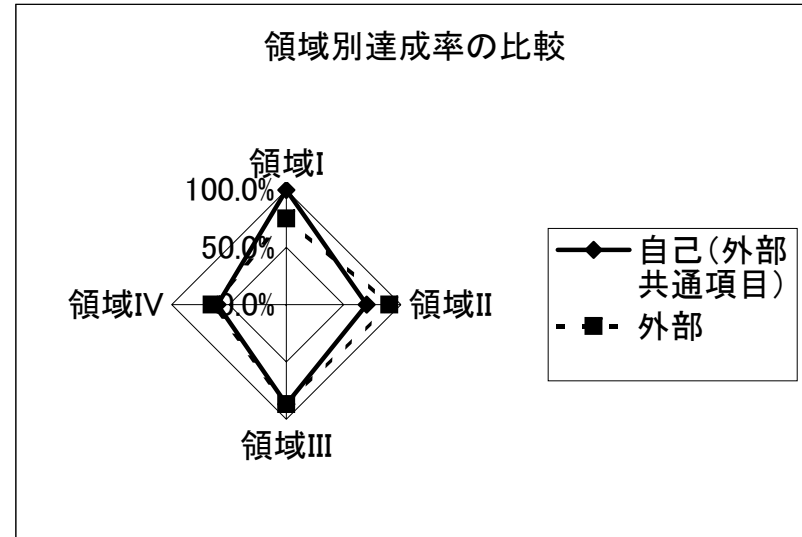 領域別達成率の比較
領域I
100.0%
50.0%
0.0%
領域IV
領域II
領域III
自己(外部
共通項目)
外部